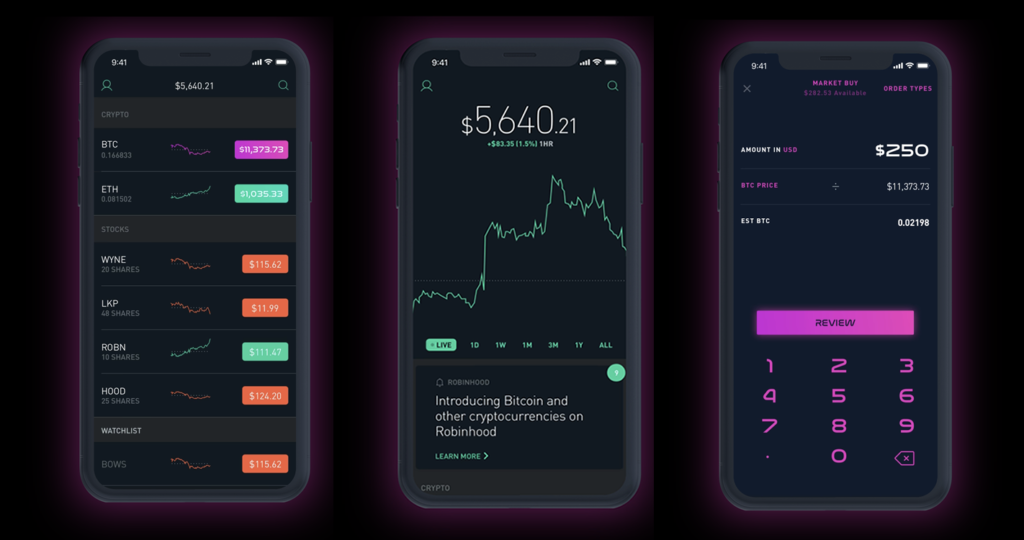 9:41
$5,640.21
CRYPTO
BTC
0.166833
$11,373.73
ETH
0.081502
$1,035.33
STOCKS
WYNE
20 SHARES
$115.62
LKP
48 SHARES
$11.99
ROBN
10 SHARES
$111.47
HOOD
25 SHARES
$124.20
WATCHLIST
BOWS
$115.62
9:41
$5,640.21
+$83.35 (1.5%) 1HR
LIVE 1D 1W 1M 3M 1Y ALL
9
ROBINHOOD
Introducing Bitcoin and
other cryptocurrencies on
Robinhood
LEARN MORE
CRYPTO
9:41
MARKET BUY
$282.53 Available
ORDER TYPES
AMOUNT IN USD $250
BTC PRICE ÷ $11,373.73
EST BTC 0.02198
REVIEW
1 2 3
4 5 6
7 8 9
. 0